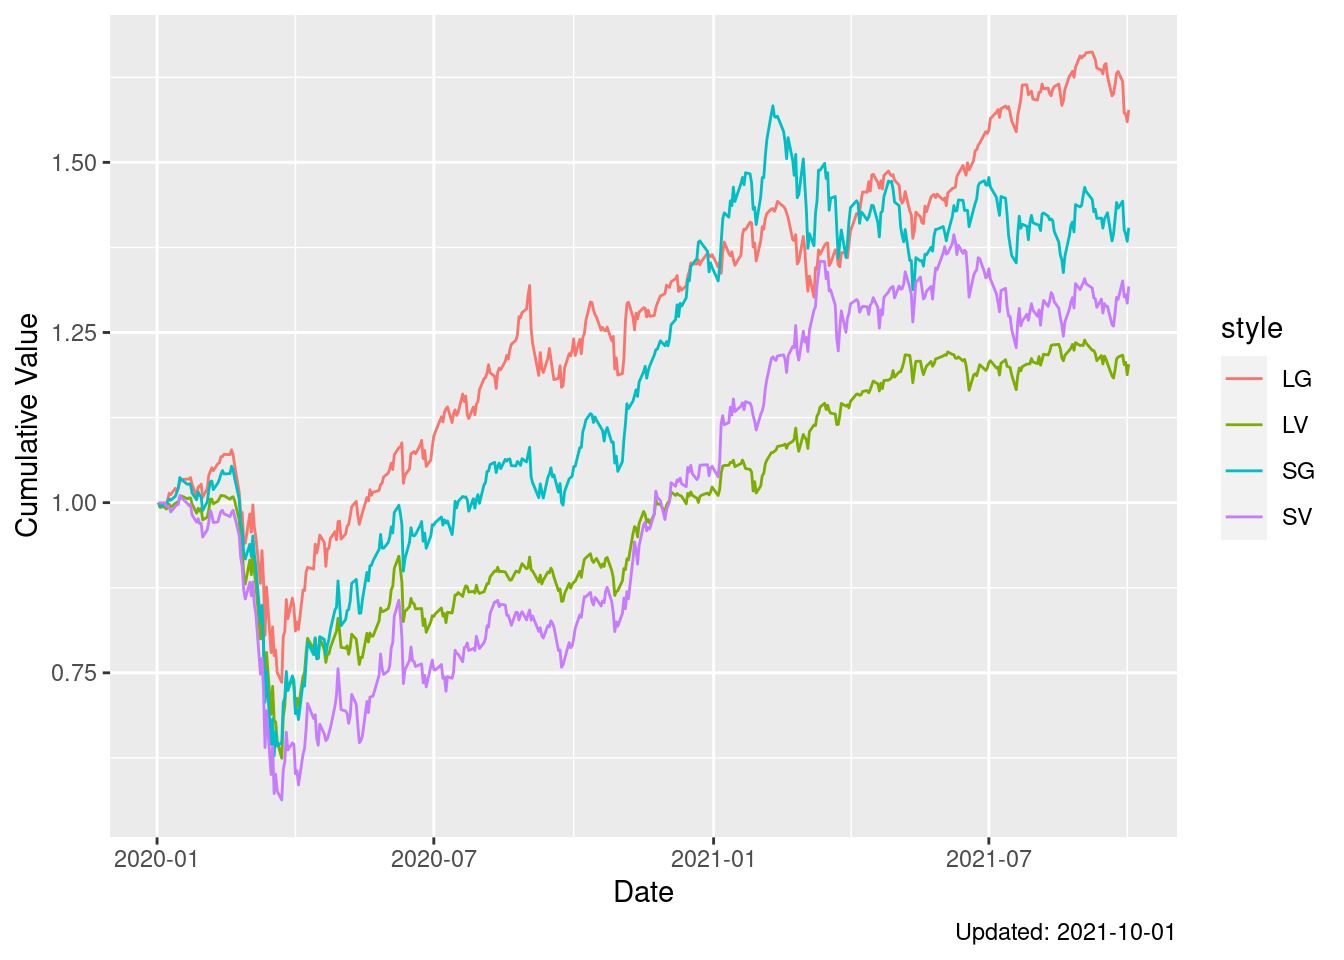 Cumulative Value
1.50
1.25
1.00
0.75
2020-01
2020-07
2021-01
2021-07
Date
style
LG
LV
SG
SV
Updated: 2021-10-01